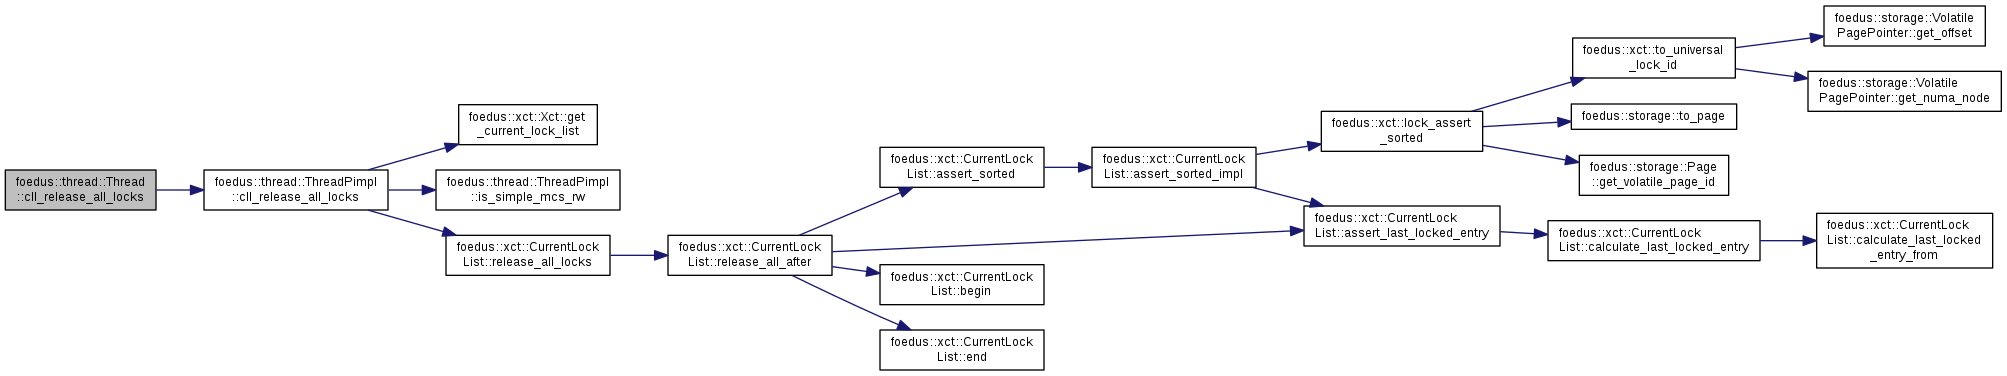 foedus::thread::Thread
::cll_release_all_locks
foedus::thread::ThreadPimpl
::cll_release_all_locks
foedus::xct::Xct::get
_current_lock_list
foedus::thread::ThreadPimpl
::is_simple_mcs_rw
foedus::xct::CurrentLock
List::release_all_locks
foedus::xct::CurrentLock
List::release_all_after
foedus::xct::CurrentLock
List::assert_sorted
foedus::xct::CurrentLock
List::begin
foedus::xct::CurrentLock
List::end
foedus::xct::CurrentLock
List::assert_sorted_impl
foedus::xct::lock_assert
_sorted
foedus::xct::CurrentLock
List::assert_last_locked_entry
foedus::xct::to_universal
_lock_id
foedus::storage::to_page
foedus::storage::Page
::get_volatile_page_id
foedus::xct::CurrentLock
List::calculate_last_locked_entry
foedus::storage::Volatile
PagePointer::get_offset
foedus::storage::Volatile
PagePointer::get_numa_node
foedus::xct::CurrentLock
List::calculate_last_locked
_entry_from